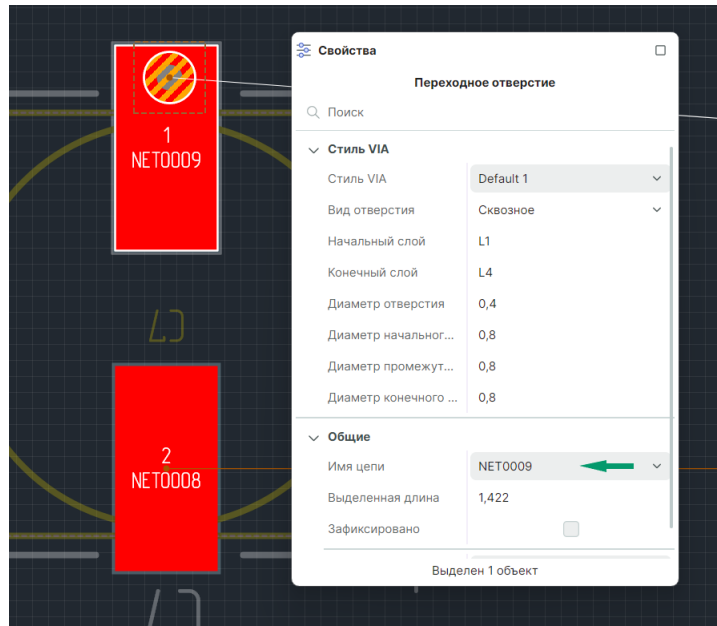 Свойства
Переходное отверстие
Поиск
Стиль VIA
Стиль VIA Default 1
Вид отверстия Сквозное
Начальный слой L1
Конечный слой L4
Диаметр отверстия 0,4
Диаметр начальног... 0,8
Диаметр промежут... 0,8
Диаметр конечного ... 0,8
Общие
Имя цепи NET0009
Выделенная длина 1,422
Зафиксировано
Выделен 1 объект
1
NET0009
2
NET0008